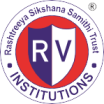 Rashtreeya Sikshana Samithi Trust
®
RV
INSTITUTIONS